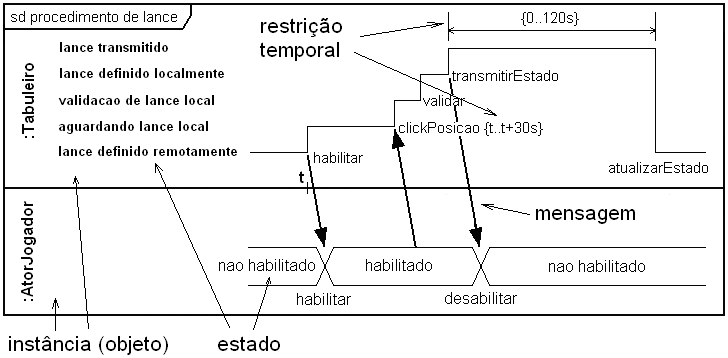 sd procedimento de lance
restrição
temporal
{0..120s}
:Tabuleiro
lance transmitido
lance definido localmente
validacao de lance local
aguardando lance local
lance definido remotamente
transmitirEstado
validar
clickPosicao {t..t+30s}
habilitar
atualizarEstado
t
mensagem
:AtorJogador
nao habilitado
habilitado
nao habilitado
habilitar
desabilitar
instância (objeto)
estado